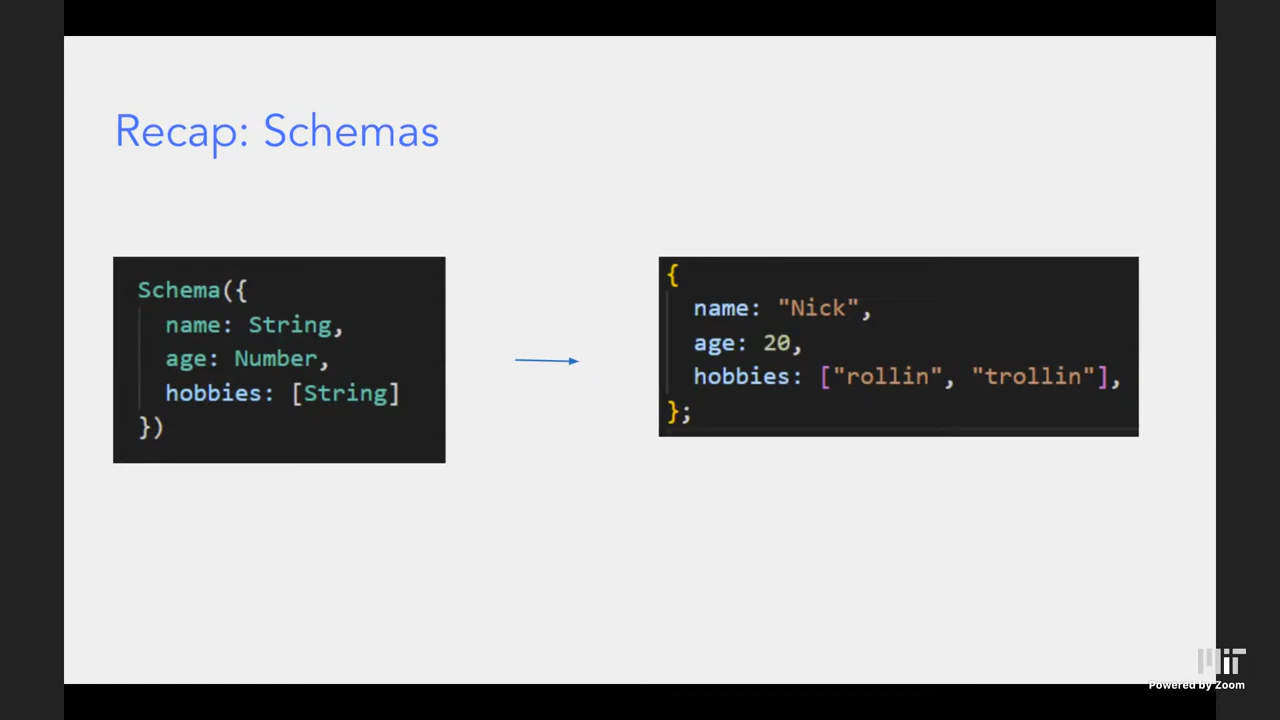 Recap: Schemas
Schema({
name: String,
age: Number,
hobbies: [String]
})
{
name: "Nick",
age: 20,
hobbies: ["rollin", "trollin"],
};
MIT
Powered by Zoom